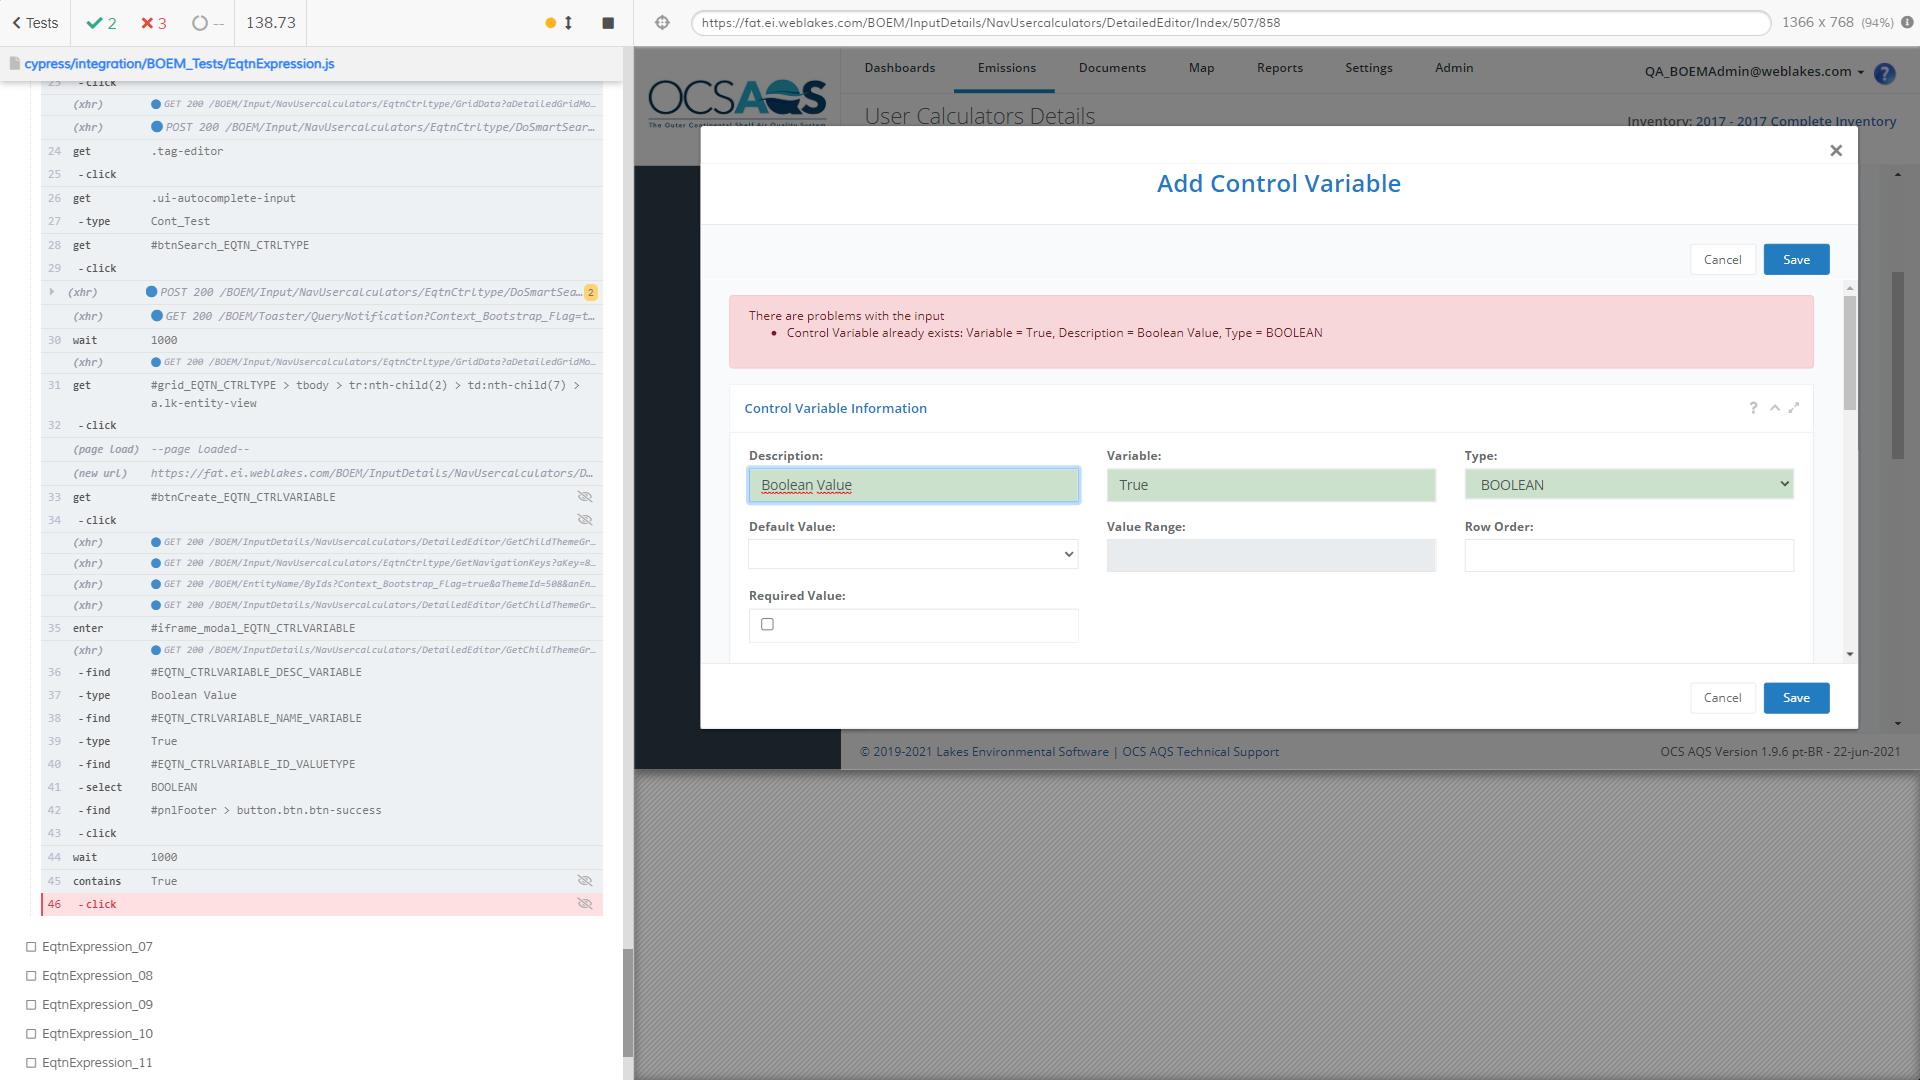 Tests
2
3
--
138.73
cypress/integration/BOEM_Tests/EqtnExpression.js
23 - click
(xhr) GET 200 /BOEM/Input/NavUsercalculators/EqtnCtrltype/GridData?aDetailedGridMo...
(xhr) POST 200 /BOEM/Input/NavUsercalculators/EqtnCtrltype/DoSmartSear...
24 get .tag-editor
25 - click
26 get .ui-autocomplete-input
27 - type Cont_Test
28 get #btnSearch_EQTN_CTRLTYPE
29 - click
(xhr) POST 200 /BOEM/Input/NavUsercalculators/EqtnCtrltype/DoSmartSea... 2
(xhr) GET 200 /BOEM/Toaster/QueryNotification?Context_Bootstrap_Flag=t...
30 wait 1000
(xhr) GET 200 /BOEM/Input/NavUsercalculators/EqtnCtrltype/GridData?aDetailedGridMo...
31 get #grid_EQTN_CTRLTYPE > tbody > tr:nth-child(2) > td:nth-child(7) >
a.lk-entity-view
32 - click
(page load) --page loaded--
(new url) https://fat.ei.weblakes.com/BOEM/InputDetails/NavUsercalculators/D...
33 get #btnCreate_EQTN_CTRLVARIABLE
34 - click
(xhr) GET 200 /BOEM/InputDetails/NavUsercalculators/DetailedEditor/GetChildThemeGr...
(xhr) GET 200 /BOEM/Input/NavUsercalculators/EqtnCtrltype/GetNavigationKeys?aKey=8...
(xhr) GET 200 /BOEM/EntityName/ByIds?Context_Bootstrap_Flag=true&aThemeId=508&anEn...
(xhr) GET 200 /BOEM/InputDetails/NavUsercalculators/DetailedEditor/GetChildThemeGr...
35 enter #iframe_modal_EQTN_CTRLVARIABLE
(xhr) GET 200 /BOEM/InputDetails/NavUsercalculators/DetailedEditor/GetChildThemeGr...
36 - find #EQTN_CTRLVARIABLE_DESC_VARIABLE
37 - type Boolean Value
38 - find #EQTN_CTRLVARIABLE_NAME_VARIABLE
39 - type True
40 - find #EQTN_CTRLVARIABLE_ID_VALUETYPE
41 - select BOOLEAN
42 - find #pnlFooter > button.btn.btn-success
43 - click
44 wait 1000
45 contains True
46 - click
EqtnExpression_07
EqtnExpression_08
EqtnExpression_09
EqtnExpression_10
EqtnExpression_11
https://fat.ei.weblakes.com/BOEM/InputDetails/NavUsercalculators/DetailedEditor/Index/507/858
1366 x 768 (94%)
OCSAQS
The Outer Continental Shelf Air Quality System
Dashboards Emissions Documents Map Reports Settings Admin
QA_BOEMAdmin@weblakes.com
User Calculators Details
Inventory: 2017 - 2017 Complete Inventory
Add Control Variable
Cancel Save
There are problems with the input
• Control Variable already exists: Variable = True, Description = Boolean Value, Type = BOOLEAN
Control Variable Information
Description: Variable: Type:
Boolean Value True BOOLEAN
Default Value: Value Range: Row Order:
Required Value:
Cancel Save
© 2019-2021 Lakes Environmental Software | OCS AQS Technical Support
OCS AQS Version 1.9.6 pt-BR - 22-jun-2021